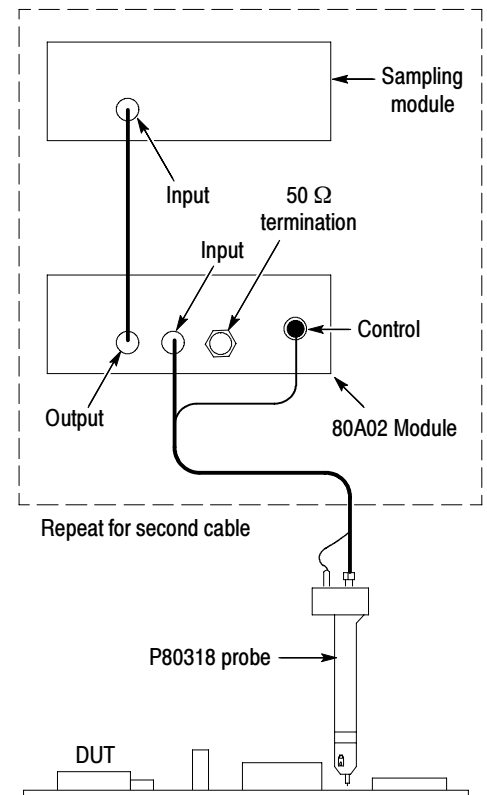 Sampling
module
Input
50 Ω
termination
Input
Control
Output
80A02 Module
Repeat for second cable
P80318 probe
DUT